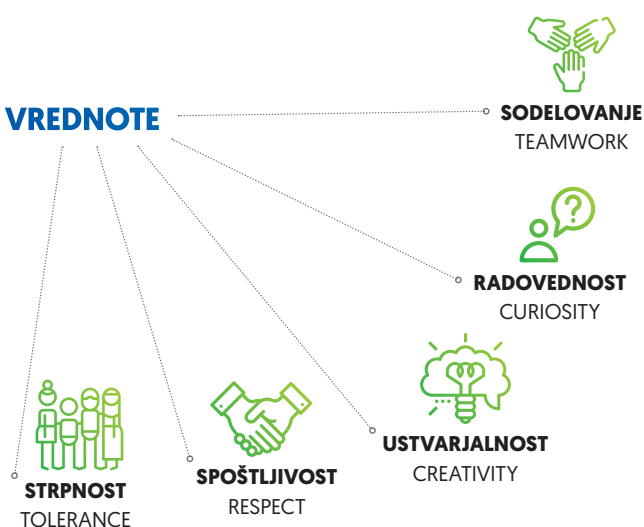 VREDNOTE
SODELOVANJE
TEAMWORK
?
RADOVEDNOST
CURIOSITY
USTVARJALNOST
CREATIVITY
SPOŠTLJIVOST
RESPECT
STRPNOST
TOLERANCE